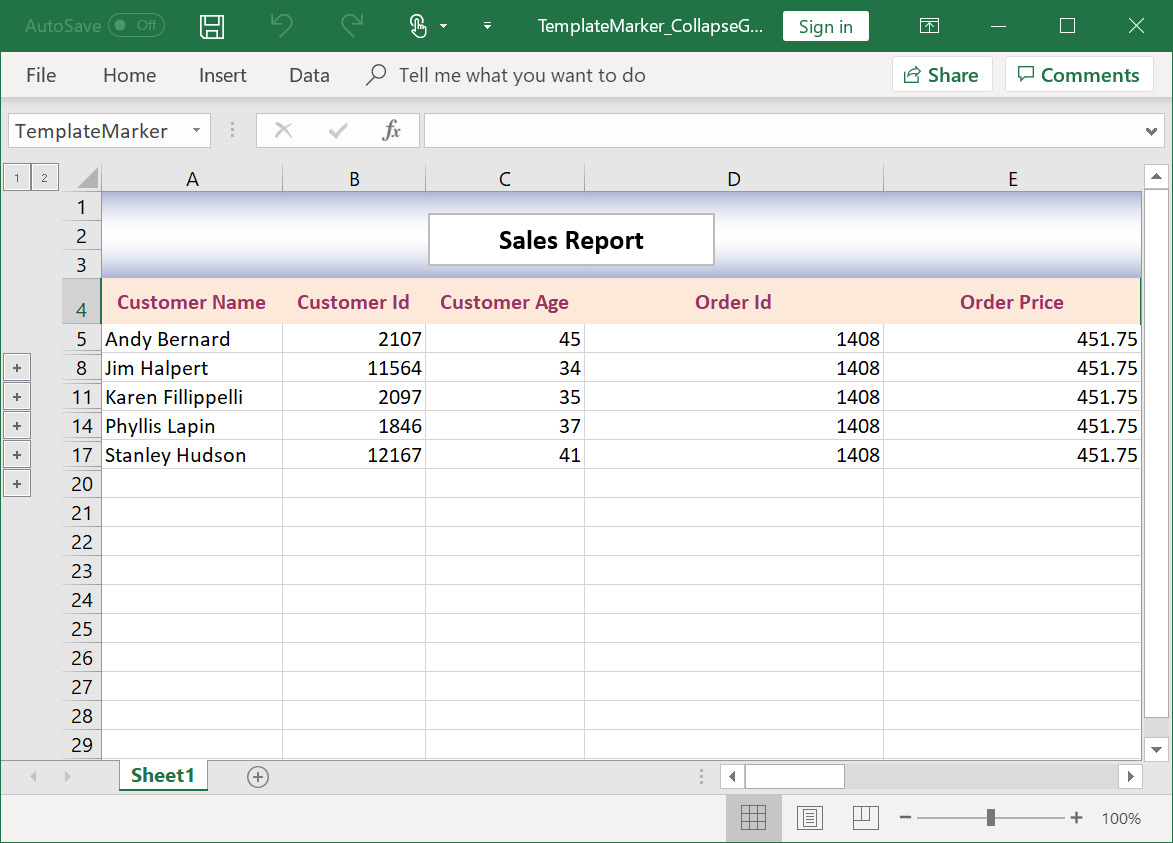 AutoSave Off TemplateMarker_CollapseG... Sign in
File Home Insert Data Tell me what you want to do Share Comments
TemplateMarker fx
1 2 A B C D E
1
2 Sales Report
3
4 Customer Name Customer Id Customer Age Order Id Order Price
5 Andy Bernard 2107 45 1408 451.75
+ 8 Jim Halpert 11564 34 1408 451.75
+ 11 Karen Fillippelli 2097 35 1408 451.75
+ 14 Phyllis Lapin 1846 37 1408 451.75
+ 17 Stanley Hudson 12167 41 1408 451.75
+ 20
21
22
23
24
25
26
27
28
29
Sheet1
100%